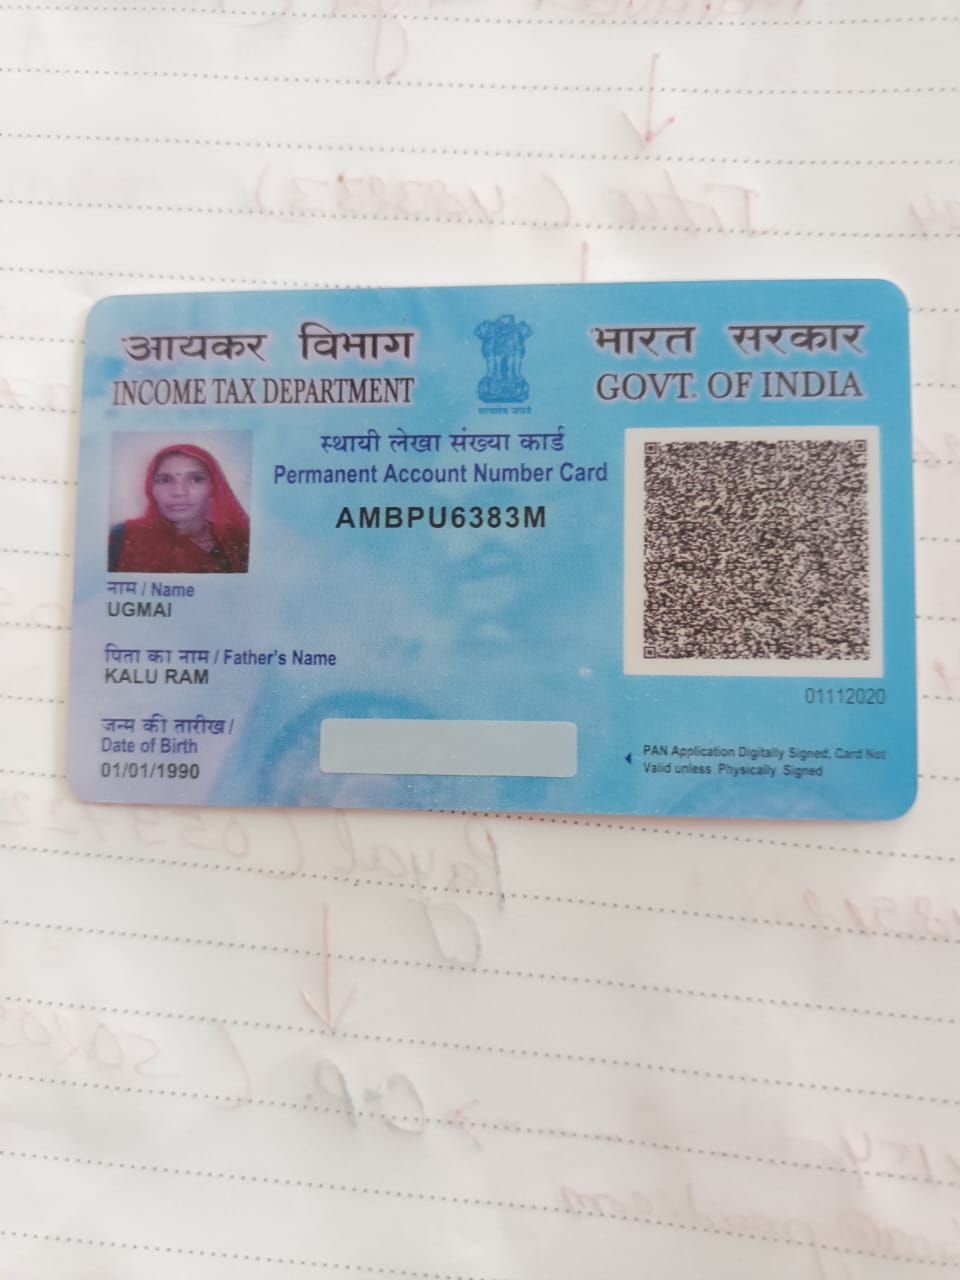 आयकर विभाग
INCOME TAX DEPARTMENT
सत्यमेव जयते
भारत सरकार
GOVT. OF INDIA
स्थायी लेखा संख्या कार्ड
Permanent Account Number Card
AMBPU6383M
नाम / Name
UGMAI
पिता का नाम / Father's Name
KALU RAM
जन्म की तारीख /
Date of Birth
01/01/1990
01112020
PAN Application Digitally Signed, Card Not
Valid unless Physically Signed